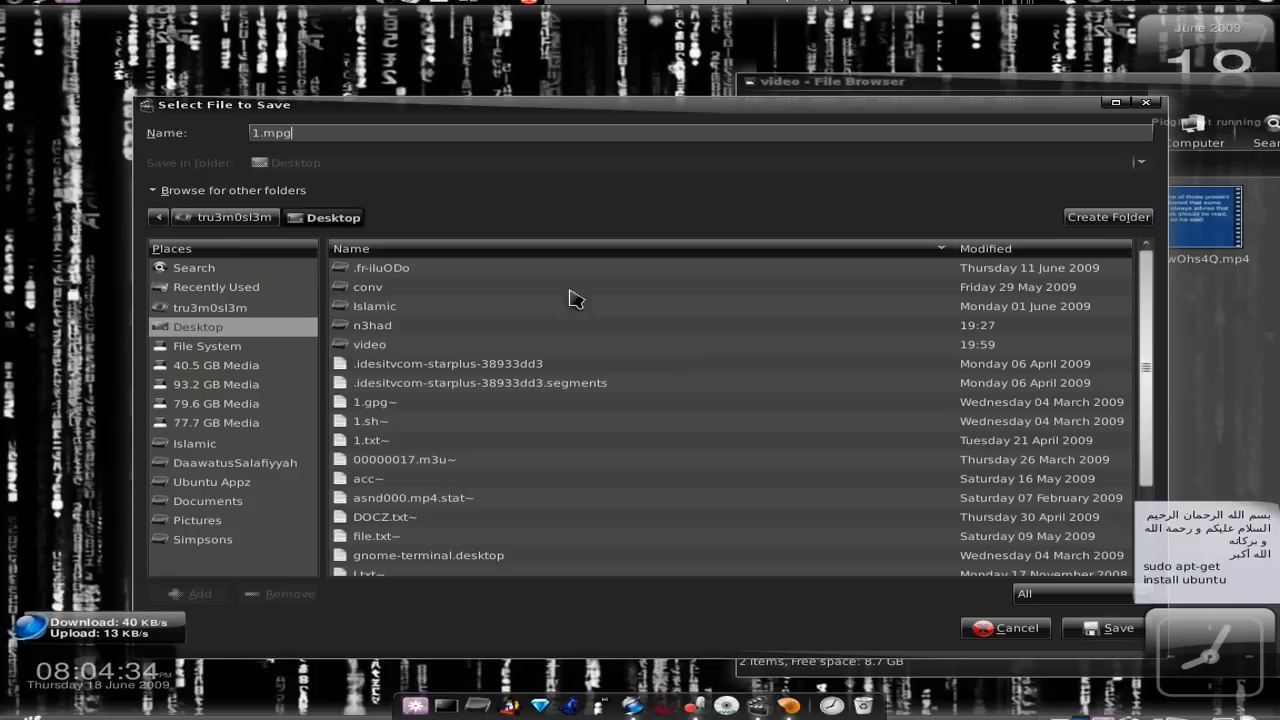 June 2009
18
video - File Browser
Select File to Save
Name: 1.mpg
running
Save in folder: Desktop
Computer
Browse for other folders
tru3m0sl3m Desktop Create Folder
Places Name Modified
Search .fr-iluODo Thursday 11 June 2009
wOhs4Q.mp4
Recently Used conv Friday 29 May 2009
tru3m0sl3m Islamic Monday 01 June 2009
Desktop n3had 19:27
File System video 19:59
40.5 GB Media .idesitvcom-starplus-38933dd3 Monday 06 April 2009
93.2 GB Media .idesitvcom-starplus-38933dd3.segments Monday 06 April 2009
79.6 GB Media 1.gpg~ Wednesday 04 March 2009
77.7 GB Media 1.sh~ Wednesday 04 March 2009
Islamic 1.txt~ Tuesday 21 April 2009
DaawatusSalafiyyah 00000017.m3u~ Thursday 26 March 2009
Ubuntu Appz acc~ Saturday 16 May 2009
Documents asnd000.mp4.stat~ Saturday 07 February 2009
Pictures DOCZ.txt~ Thursday 30 April 2009
Simpsons file.txt~ Saturday 09 May 2009
gnome-terminal.desktop Wednesday 04 March 2009
Monday 17 November 2008
بسم الله الرحمان الرحيم
السلام عليكم و رحمة الله
و بركاته
الله أكبر
sudo apt-get
install ubuntu
Add Remove All
Download: 40 KB/s
Upload: 13 KB/s
Cancel Save
2 items, Free space: 8.7 GB
08:04:34 PM
Thursday 18 June 2009